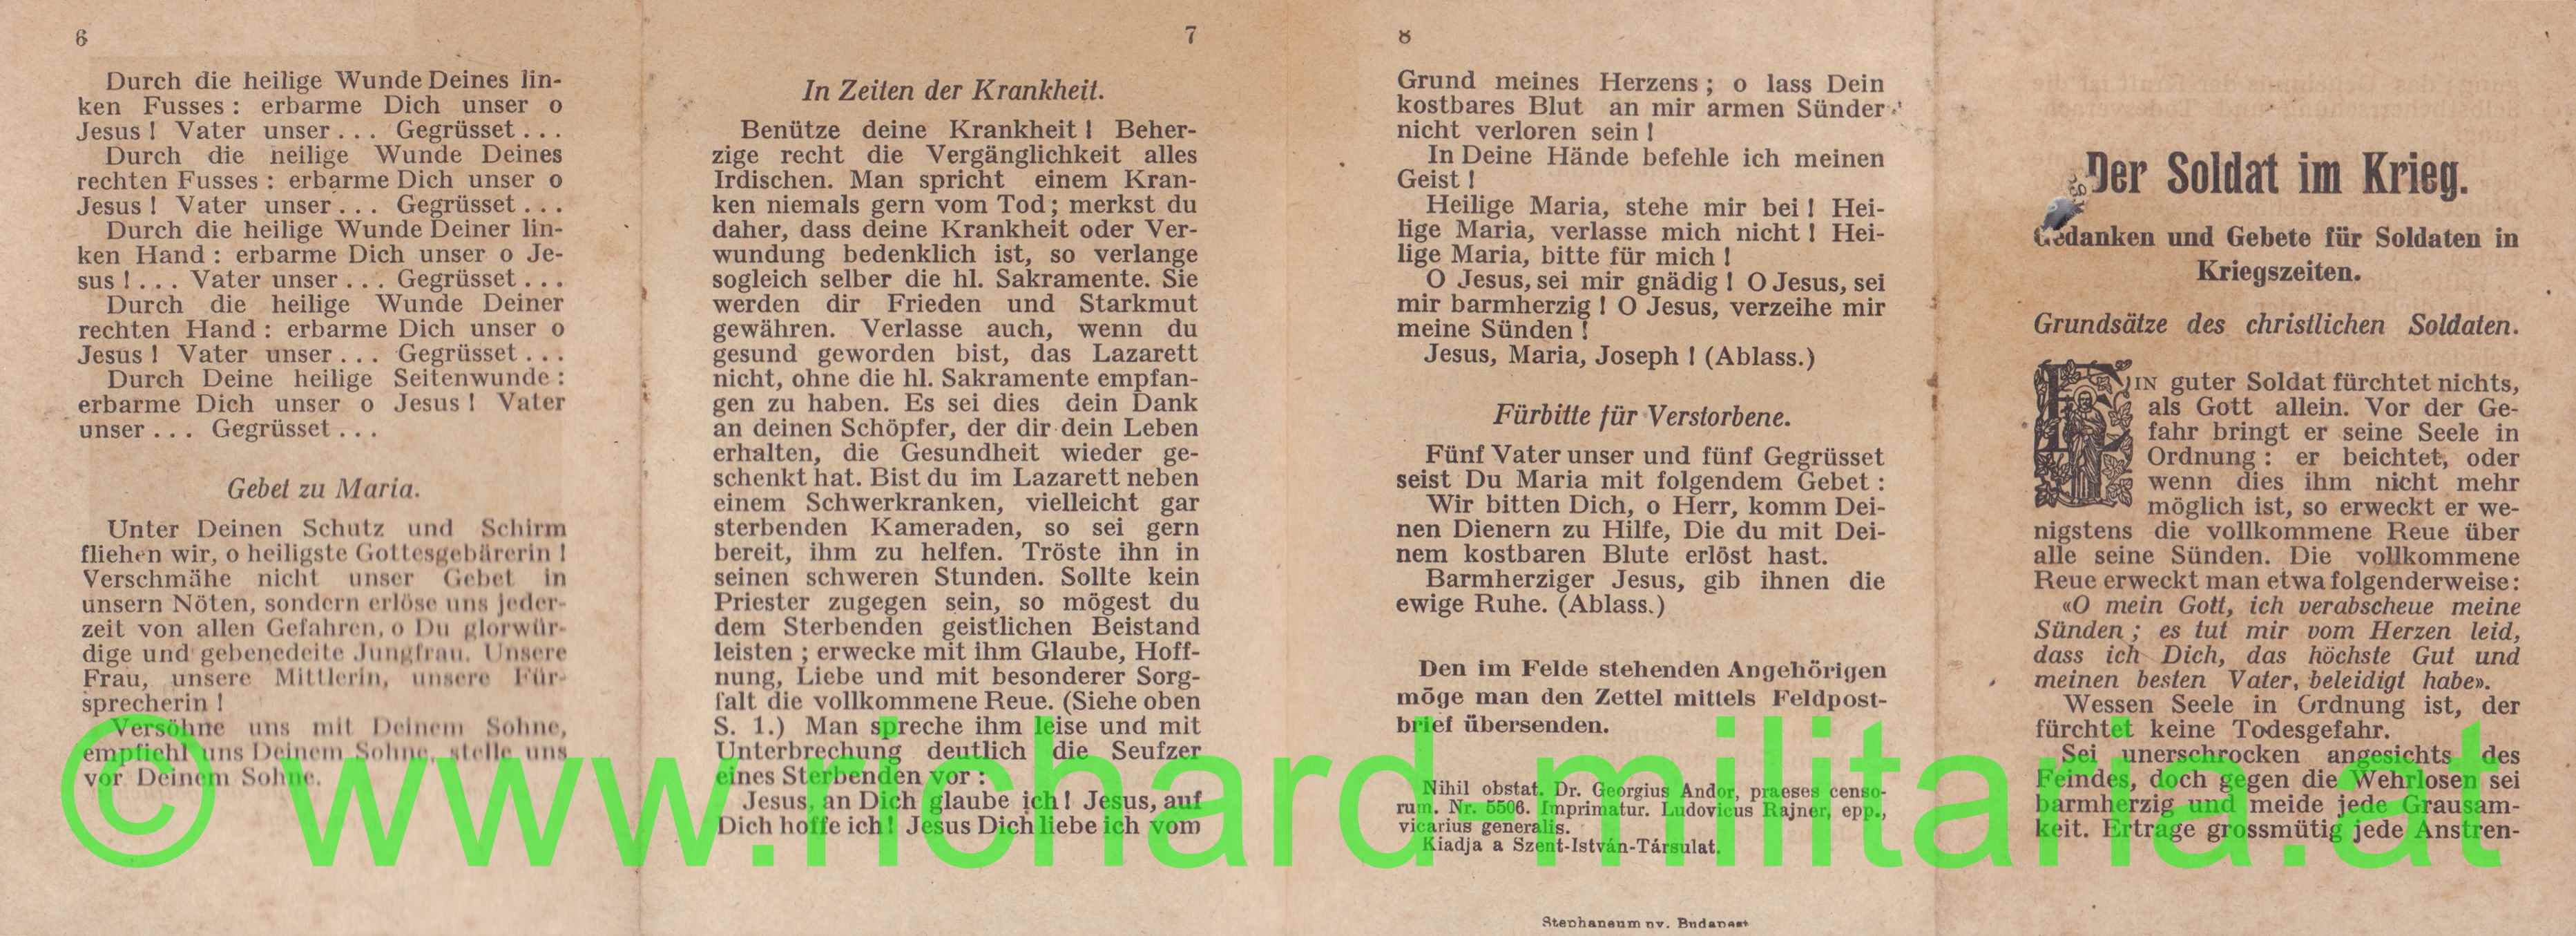 6
Durch die heilige Wunde Deines lin-
ken Fusses : erbarme Dich unser o
Jesus ! Vater unser . . . Gegrüsset . . .
Durch die heilige Wunde Deines
rechten Fusses : erbarme Dich unser o
Jesus ! Vater unser . . . Gegrüsset . . .
Durch die heilige Wunde Deiner lin-
ken Hand : erbarme Dich unser o Je-
sus ! . . . Vater unser . . . Gegrüsset . . .
Durch die heilige Wunde Deiner
rechten Hand : erbarme Dich unser o
Jesus ! Vater unser . . . Gegrüsset . . .
Durch Deine heilige Seitenwunde :
erbarme Dich unser o Jesus ! Vater
unser . . . Gegrüsset . . .
Gebet zu Maria.
Unter Deinen Schutz und Schirm
fliehen wir, o heiligste Gottesgebärerin !
Verschmähe nicht unser Gebet in
unsern Nöten, sondern erlöse uns jeder-
zeit von allen Gefahren, o Du glorwür-
dige und gebenedeite Jungfrau. Unsere
Frau, unsere Mittlerin, unsere Für-
sprecherin !
Versöhne uns mit Deinem Sohne,
empfiehl uns Deinem Sohne, stelle uns
vor Deinem Sohne.
7
In Zeiten der Krankheit.
Benütze deine Krankheit ! Beher-
zige recht die Vergänglichkeit alles
Irdischen. Man spricht einem Kran-
ken niemals gern vom Tod; merkst du
daher, dass deine Krankheit oder Ver-
wundung bedenklich ist, so verlange
sogleich selber die hl. Sakramente. Sie
werden dir Frieden und Starkmut
gewähren. Verlasse auch, wenn du
gesund geworden bist, das Lazarett
nicht, ohne die hl. Sakramente empfan-
gen zu haben. Es sei dies dein Dank
an deinen Schöpfer, der dir dein Leben
erhalten, die Gesundheit wieder ge-
schenkt hat. Bist du im Lazarett neben
einem Schwerkranken, vielleicht gar
sterbenden Kameraden, so sei gern
bereit, ihm zu helfen. Tröste ihn in
seinen schweren Stunden. Sollte kein
Priester zugegen sein, so mögest du
dem Sterbenden geistlichen Beistand
leisten ; erwecke mit ihm Glaube, Hoff-
nung, Liebe und mit besonderer Sorg-
falt die vollkommene Reue. (Siehe oben
S. 1.) Man spreche ihm leise und mit
Unterbrechung deutlich die Seufzer
eines Sterbenden vor :
Jesus, an Dich glaube ich ! Jesus, auf
Dich hoffe ich ! Jesus Dich liebe ich vom
8
Grund meines Herzens ; o lass Dein
kostbares Blut an mir armen Sünder
nicht verloren sein !
In Deine Hände befehle ich meinen
Geist !
Heilige Maria, stehe mir bei ! Hei-
lige Maria, verlasse mich nicht ! Hei-
lige Maria, bitte für mich !
O Jesus, sei mir gnädig ! O Jesus, sei
mir barmherzig ! O Jesus, verzeihe mir
meine Sünden !
Jesus, Maria, Joseph ! (Ablass.)
Fürbitte für Verstorbene.
Fünf Vater unser und fünf Gegrüsset
seist Du Maria mit folgendem Gebet :
Wir bitten Dich, o Herr, komm Dei-
nen Dienern zu Hilfe, Die du mit Dei-
nem kostbaren Blute erlöst hast.
Barmherziger Jesus, gib ihnen die
ewige Ruhe. (Ablass.)
Den im Felde stehenden Angehörigen
möge man den Zettel mittels Feldpost-
brief übersenden.
Nihil obstat. Dr. Georgius Andor, praeses censo-
rum. Nr. 5506. Imprimatur. Ludovicus Rajner, epp.,
vicarius generalis.
Kiadja a Szent-István-Társulat.
Stephaneum ny. Budapest
Der Soldat im Krieg.
Gedanken und Gebete für Soldaten in
Kriegszeiten.
Grundsätze des christlichen Soldaten.
EIN guter Soldat fürchtet nichts,
als Gott allein. Vor der Ge-
fahr bringt er seine Seele in
Ordnung : er beichtet, oder
wenn dies ihm nicht mehr
möglich ist, so erweckt er we-
nigstens die vollkommene Reue über
alle seine Sünden. Die vollkommene
Reue erweckt man etwa folgenderweise:
«O mein Gott, ich verabscheue meine
Sünden ; es tut mir vom Herzen leid,
dass ich Dich, das höchste Gut und
meinen besten Vater, beleidigt habe».
Wessen Seele in Ordnung ist, der
fürchtet keine Todesgefahr.
Sei unerschrocken angesichts des
Feindes, doch gegen die Wehrlosen sei
barmherzig und meide jede Grausam-
keit. Ertrage grossmütig jede Anstren-
© www.richard-militaria.at